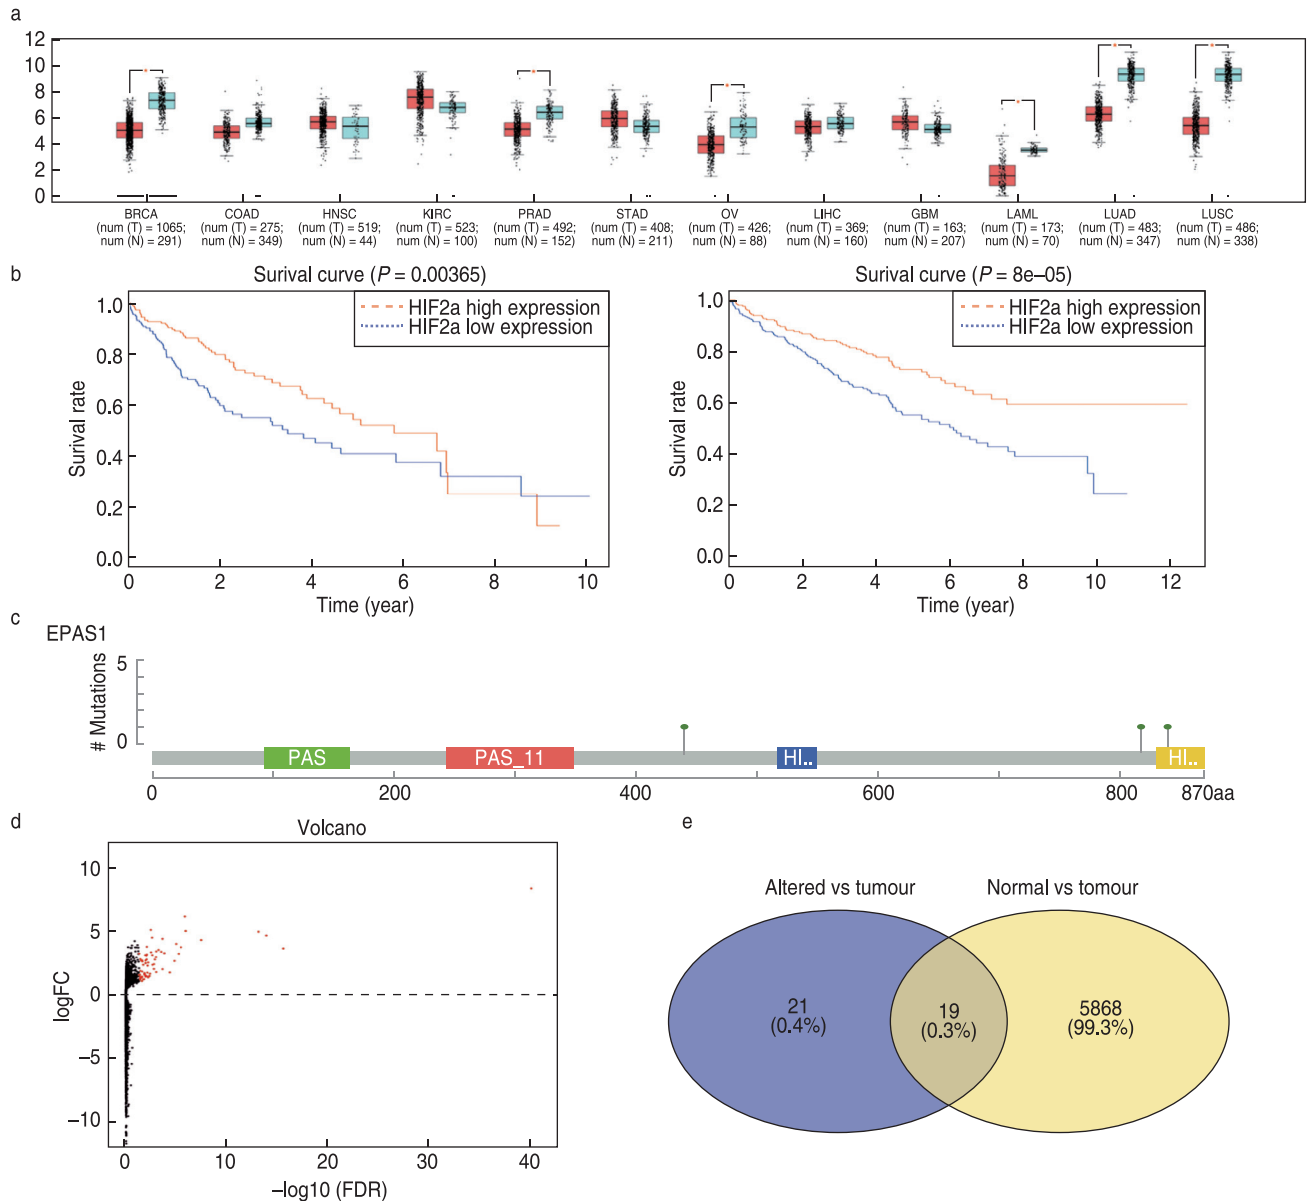 a
12
10
8
6
4
2
0
BRCA
(num (T) = 1065;
num (N) = 291)
COAD
(num (T) = 275;
num (N) = 349)
HNSC
(num (T) = 519;
num (N) = 44)
KIRC
(num (T) = 523;
num (N) = 100)
PRAD
(num (T) = 492;
num (N) = 152)
STAD
(num (T) = 408;
num (N) = 211)
OV
(num (T) = 426;
num (N) = 88)
LIHC
(num (T) = 369;
num (N) = 160)
GBM
(num (T) = 163;
num (N) = 207)
LAML
(num (T) = 173;
num (N) = 70)
LUAD
(num (T) = 483;
num (N) = 347)
LUSC
(num (T) = 486;
num (N) = 338)
b
Surival curve (P = 0.00365)
HIF2a high expression
HIF2a low expression
Surival rate
1.0
0.8
0.6
0.4
0.2
0.0
0 2 4 6 8 10
Time (year)
Surival curve (P = 8e–05)
HIF2a high expression
HIF2a low expression
Surival rate
1.0
0.8
0.6
0.4
0.2
0.0
0 2 4 6 8 10 12
Time (year)
c
EPAS1
# Mutations
5
0
PAS PAS_11 HI.. HI..
0 200 400 600 800 870aa
d
Volcano
logFC
10
5
0
–5
–10
0 10 20 30 40
–log10 (FDR)
e
Altered vs tumour
Normal vs tomour
21
(0.4%)
19
(0.3%)
5868
(99.3%)